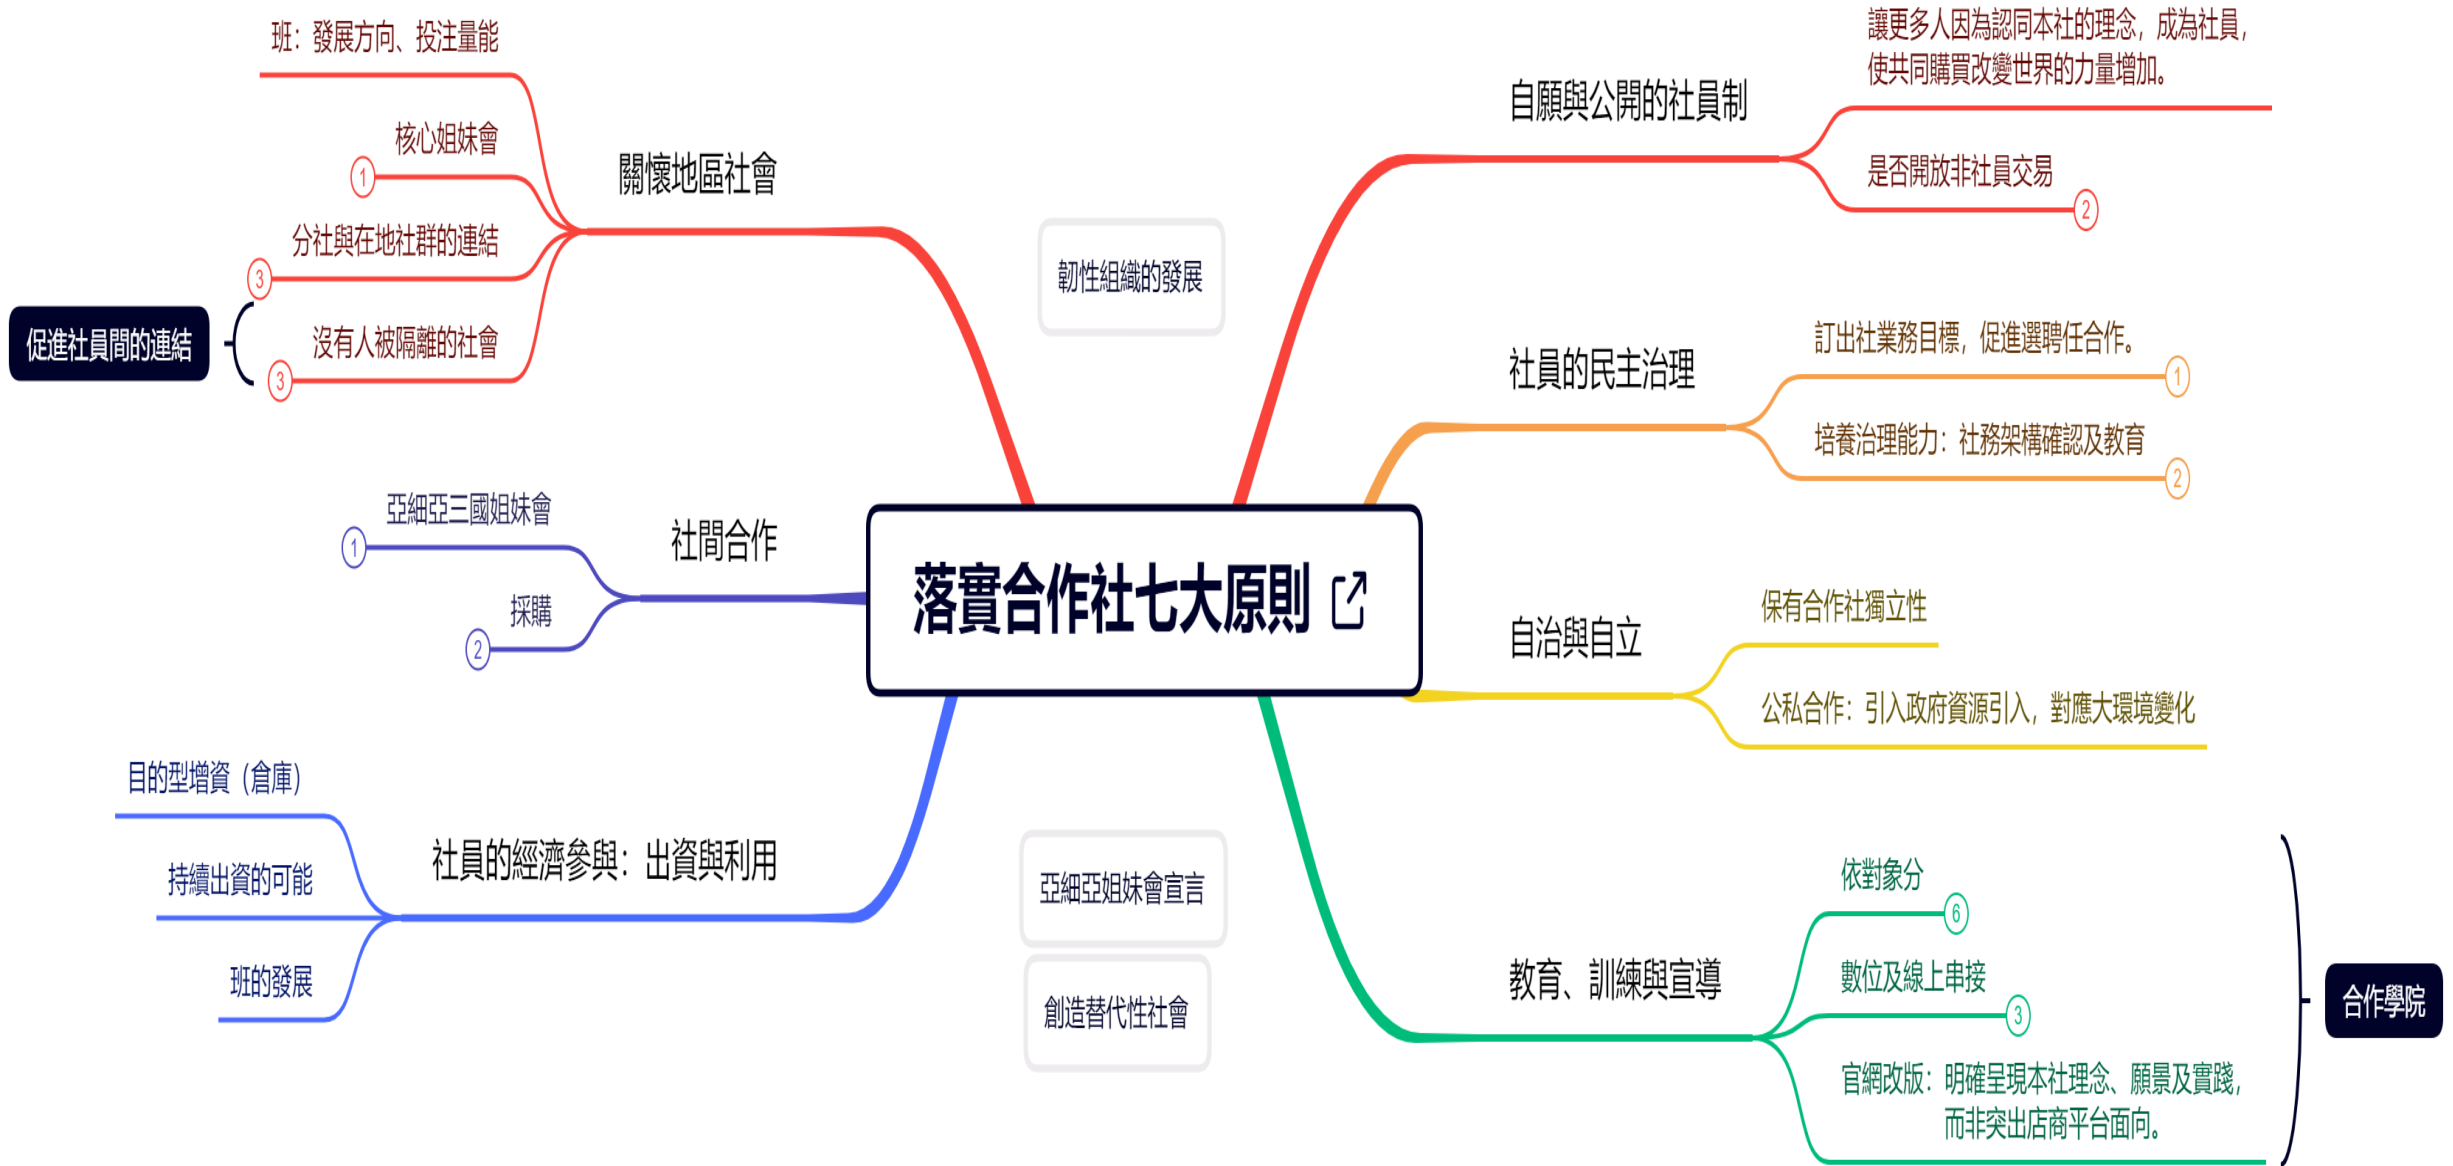 落實合作社七大原則
自願與公開的社員制
讓更多人因為認同本社的理念，成為社員，
使共同購買改變世界的力量增加。
是否開放非社員交易
2
社員的民主治理
訂出社業務目標，促進選聘任合作。
1
培養治理能力：社務架構確認及教育
2
自治與自立
保有合作社獨立性
公私合作：引入政府資源引入，對應大環境變化
教育、訓練與宣導
依對象分
6
數位及線上串接
3
官網改版：明確呈現本社理念、願景及實踐，
而非突出店商平台面向。
合作學院
關懷地區社會
班：發展方向、投注量能
核心姐妹會
1
分社與在地社群的連結
3
沒有人被隔離的社會
3
促進社員間的連結
社間合作
亞細亞三國姐妹會
1
採購
2
社員的經濟參與：出資與利用
目的型增資（倉庫）
持續出資的可能
班的發展
韌性組織的發展
亞細亞姐妹會宣言
創造替代性社會